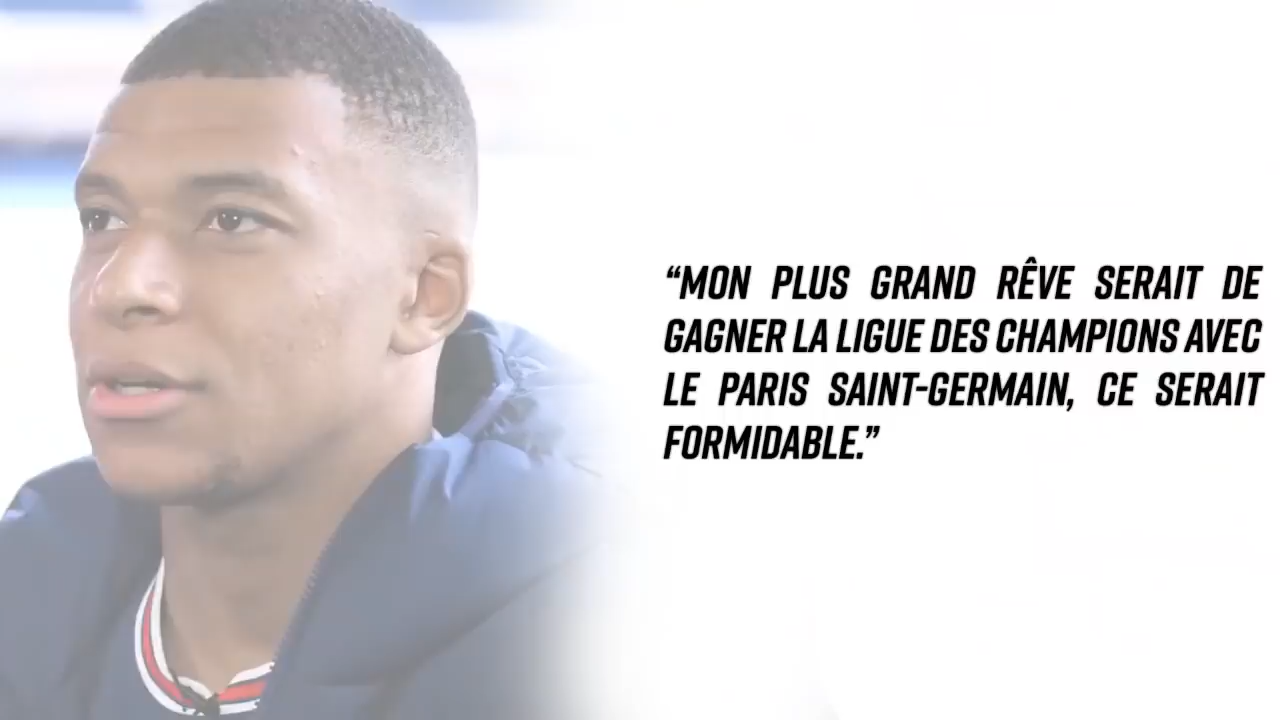 “MON PLUS GRAND RÊVE SERAIT DE
GAGNER LA LIGUE DES CHAMPIONS AVEC
LE PARIS SAINT-GERMAIN, CE SERAIT
FORMIDABLE.”